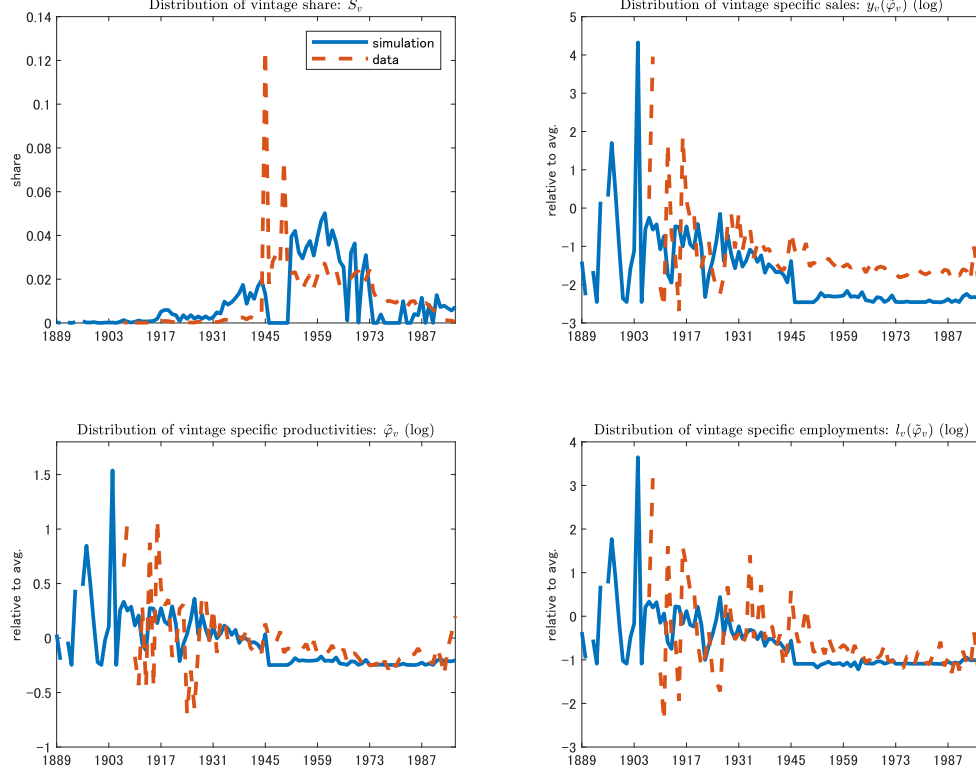 Distribution of vintage share: S_v
0.14
0.12
0.1
0.08
0.06
0.04
0.02
0
share
simulation
data
1889 1903 1917 1931 1945 1959 1973 1987
Distribution of vintage specific sales: y_v(φ̃_v) (log)
5
4
3
2
1
0
−1
−2
−3
relative to avg.
1889 1903 1917 1931 1945 1959 1973 1987
Distribution of vintage specific productivities: φ̃_v (log)
1.5
1
0.5
0
−0.5
−1
relative to avg.
1889 1903 1917 1931 1945 1959 1973 1987
Distribution of vintage specific employments: l_v(φ̃_v) (log)
4
3
2
1
0
−1
−2
−3
relative to avg.
1889 1903 1917 1931 1945 1959 1973 1987